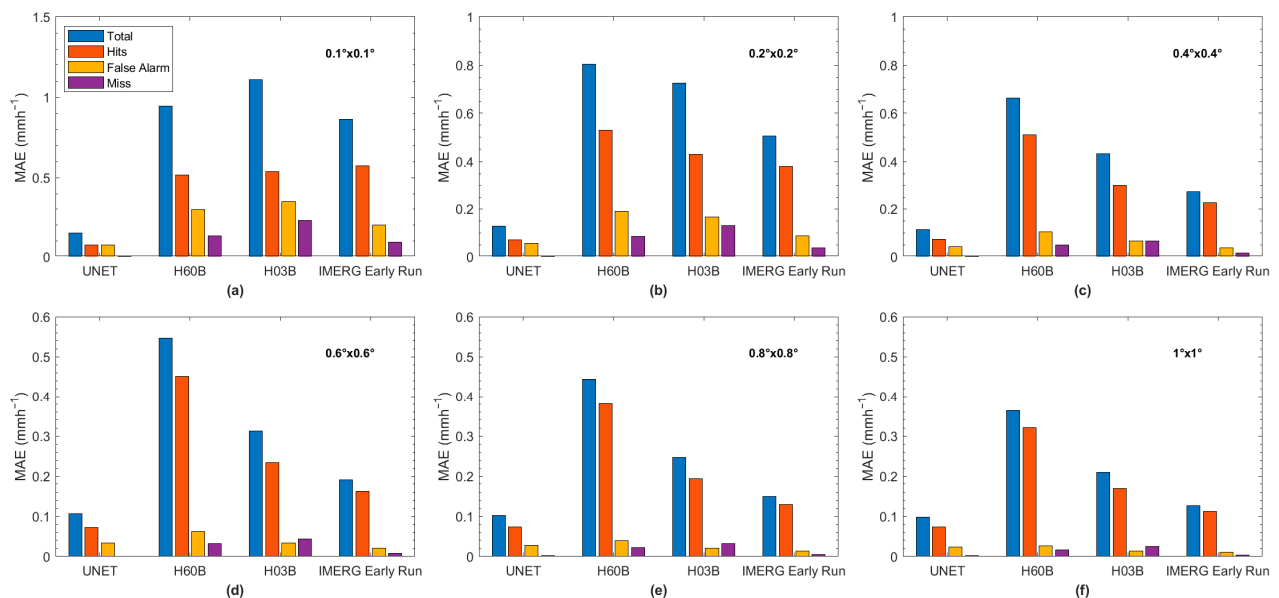 1.5
1
0.5
0
MAE (mmh⁻¹)
Total
Hits
False Alarm
Miss
0.1°x0.1°
UNET H60B H03B IMERG Early Run
(a)
1
0.8
0.6
0.4
0.2
0
MAE (mmh⁻¹)
0.2°x0.2°
UNET H60B H03B IMERG Early Run
(b)
1
0.8
0.6
0.4
0.2
0
MAE (mmh⁻¹)
0.4°x0.4°
UNET H60B H03B IMERG Early Run
(c)
0.6
0.5
0.4
0.3
0.2
0.1
0
MAE (mmh⁻¹)
0.6°x0.6°
UNET H60B H03B IMERG Early Run
(d)
0.6
0.5
0.4
0.3
0.2
0.1
0
MAE (mmh⁻¹)
0.8°x0.8°
UNET H60B H03B IMERG Early Run
(e)
0.6
0.5
0.4
0.3
0.2
0.1
0
MAE (mmh⁻¹)
1°x1°
UNET H60B H03B IMERG Early Run
(f)